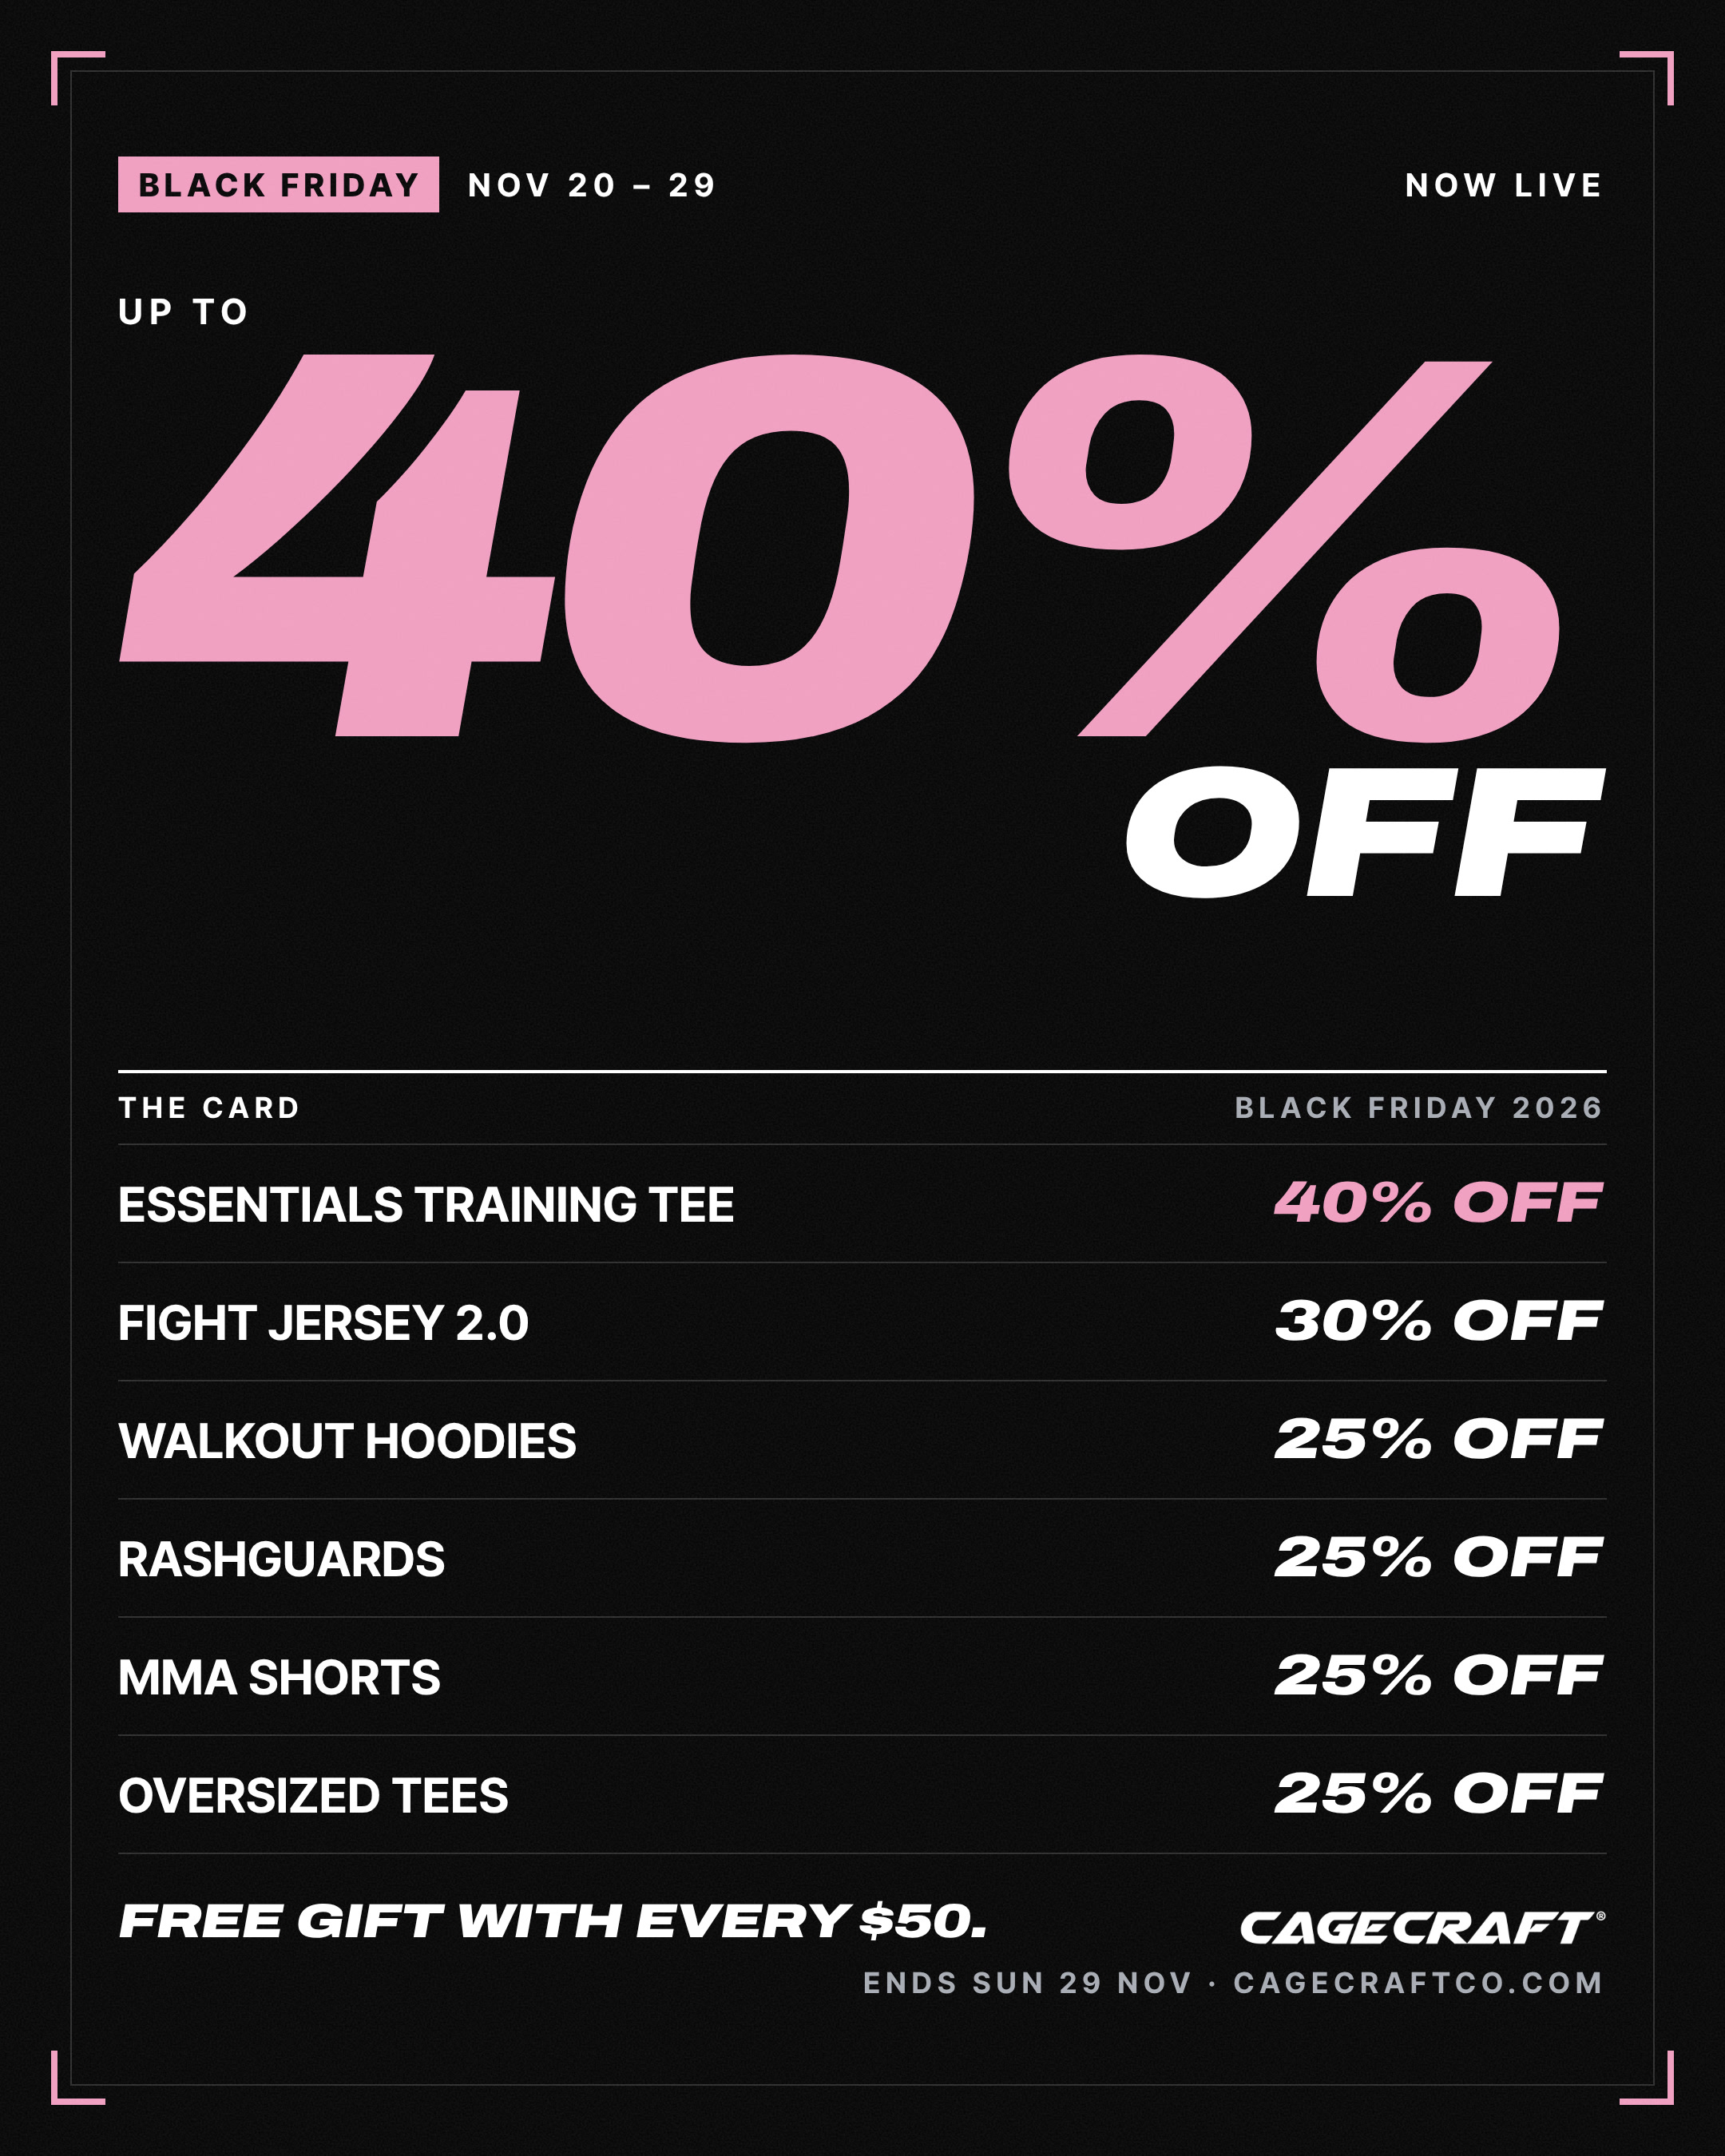 BLACK FRIDAY NOV 20 – 29 NOW LIVE
UP TO
40%
OFF
THE CARD BLACK FRIDAY 2026
ESSENTIALS TRAINING TEE 40% OFF
FIGHT JERSEY 2.0 30% OFF
WALKOUT HOODIES 25% OFF
RASHGUARDS 25% OFF
MMA SHORTS 25% OFF
OVERSIZED TEES 25% OFF
FREE GIFT WITH EVERY $50. CAGECRAFT®
ENDS SUN 29 NOV · CAGECRAFTCO.COM